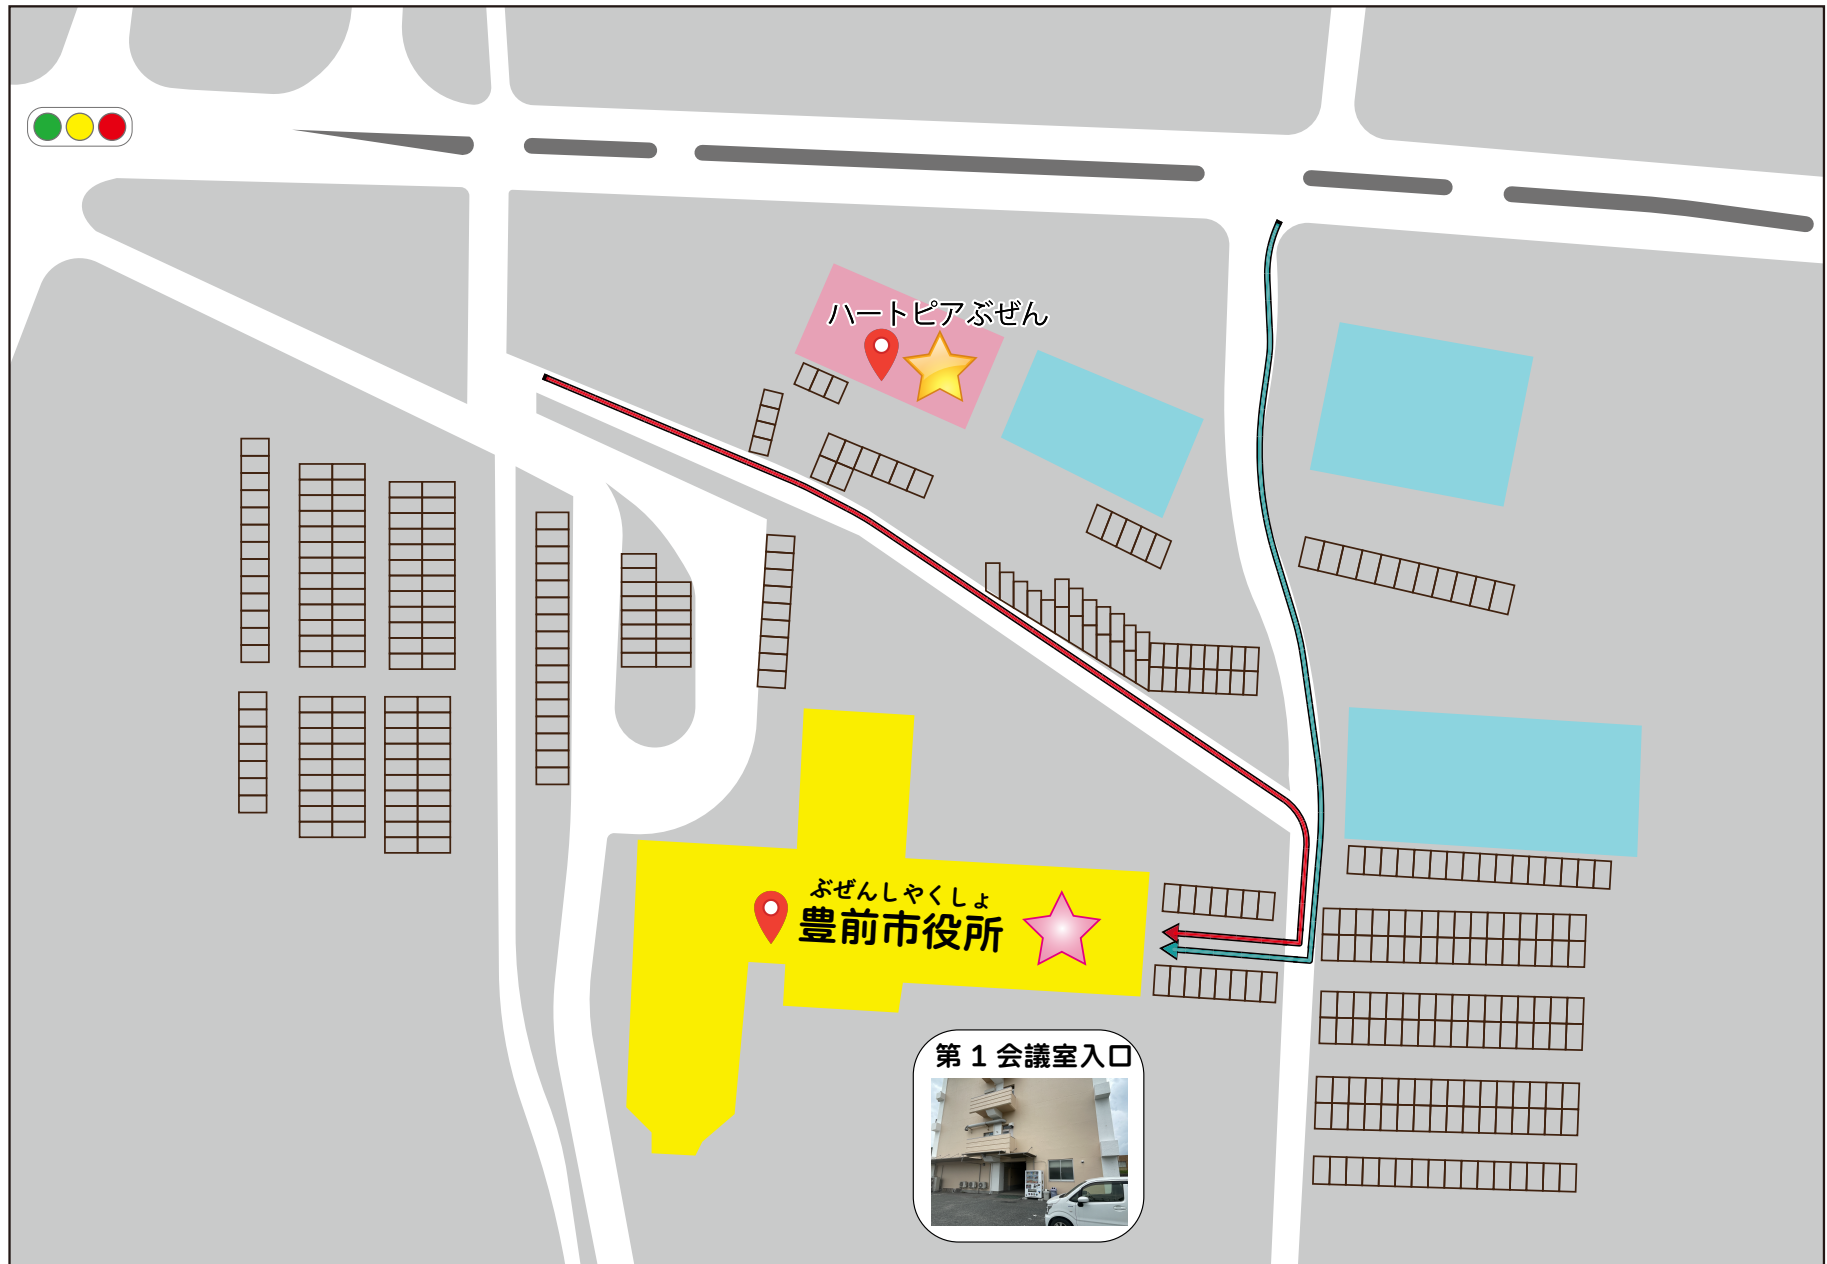 ハートピアぶぜん
ぶぜんしやくしょ
豊前市役所
第1会議室入口